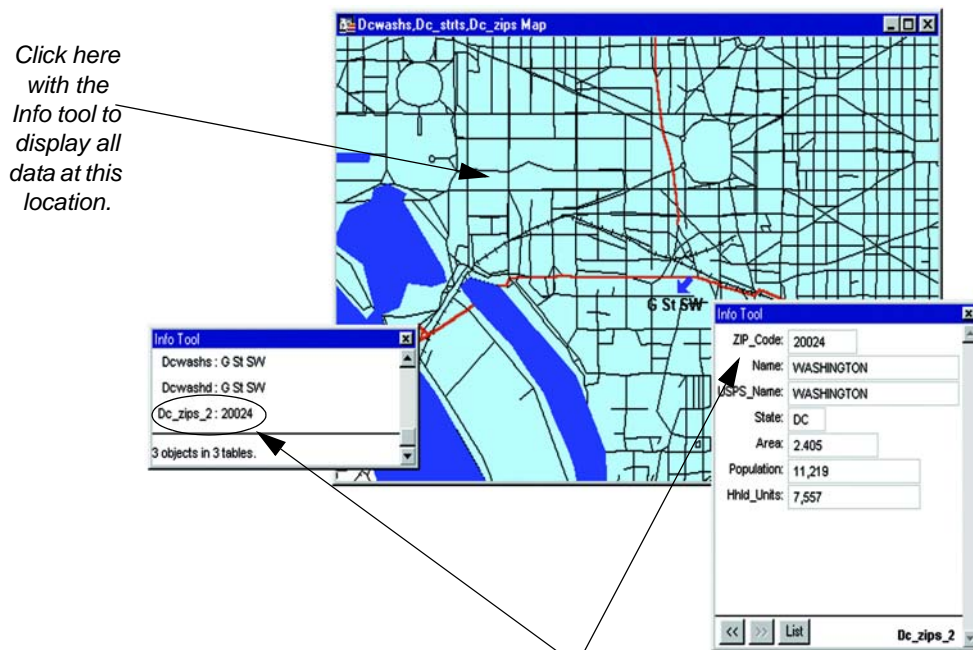 Click here
with the
Info tool to
display all
data at this
location.
Dcwashs,Dc_strts,Dc_zips Map
G St SW
Info Tool
Dcwashs : G St SW
Dcwashd : G St SW
Dc_zips_2 : 20024
3 objects in 3 tables.
Info Tool
ZIP_Code: 20024
Name: WASHINGTON
USPS_Name: WASHINGTON
State: DC
Area: 2.405
Population: 11,219
Hhld_Units: 7,557
<< >> List Dc_zips_2